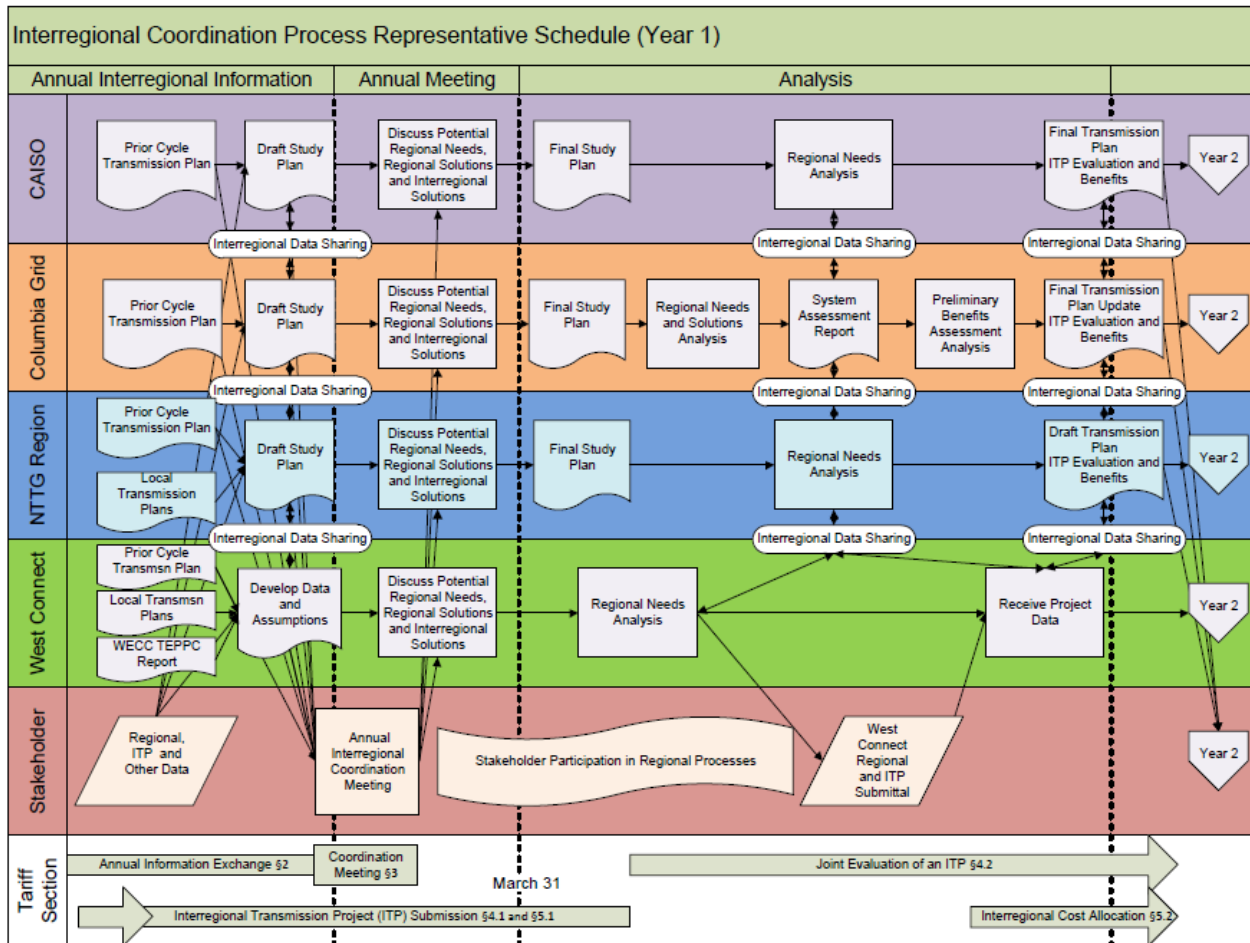 Interregional Coordination Process Representative Schedule (Year 1)
Annual Interregional Information
Annual Meeting
Analysis
CAISO
Prior Cycle
Transmission Plan
Draft Study
Plan
Discuss Potential
Regional Needs,
Regional Solutions
and Interregional
Solutions
Final Study
Plan
Regional Needs
Analysis
Final Transmission
Plan
ITP Evaluation and
Benefits
Year 2
Interregional Data Sharing
Interregional Data Sharing
Interregional Data Sharing
Columbia Grid
Prior Cycle
Transmission Plan
Draft Study
Plan
Discuss Potential
Regional Needs,
Regional Solutions
and Interregional
Solutions
Final Study
Plan
Regional Needs
and Solutions
Analysis
System
Assessment
Report
Preliminary
Benefits
Assessment
Analysis
Final Transmission
Plan Update
ITP Evaluation and
Benefits
Year 2
Interregional Data Sharing
Interregional Data Sharing
Interregional Data Sharing
NTTG Region
Prior Cycle
Transmission Plan
Local
Transmission
Plans
Draft Study
Plan
Discuss Potential
Regional Needs,
Regional Solutions
and Interregional
Solutions
Final Study
Plan
Regional Needs
Analysis
Draft Transmission
Plan
ITP Evaluation and
Benefits
Year 2
Interregional Data Sharing
Interregional Data Sharing
Interregional Data Sharing
West Connect
Prior Cycle
Transmsn Plan
Local Transmsn
Plans
WECC TEPPC
Report
Develop Data
and
Assumptions
Discuss Potential
Regional Needs,
Regional Solutions
and Interregional
Solutions
Regional Needs
Analysis
Receive Project
Data
Year 2
Stakeholder
Regional,
ITP and
Other Data
Annual
Interregional
Coordination
Meeting
Stakeholder Participation in Regional Processes
West
Connect
Regional
and ITP
Submittal
Year 2
Tariff
Section
Annual Information Exchange §2
Coordination
Meeting §3
March 31
Joint Evaluation of an ITP §4.2
Interregional Transmission Project (ITP) Submission §4.1 and §5.1
Interregional Cost Allocation §5.2